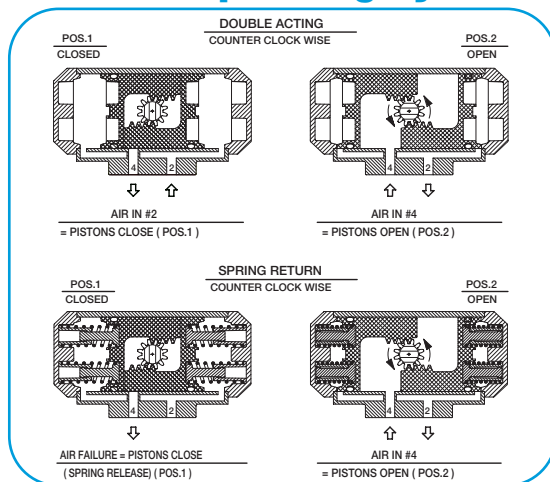 DOUBLE ACTING
COUNTER CLOCK WISE
POS.1
CLOSED
POS.2
OPEN
4 2
4 2
AIR IN #2
= PISTONS CLOSE ( POS.1 )
AIR IN #4
= PISTONS OPEN ( POS.2 )
SPRING RETURN
COUNTER CLOCK WISE
POS.1
CLOSED
POS.2
OPEN
4 2
4 2
AIR FAILURE = PISTONS CLOSE
( SPRING RELEASE) ( POS.1 )
AIR IN #4
= PISTONS OPEN ( POS.2 )